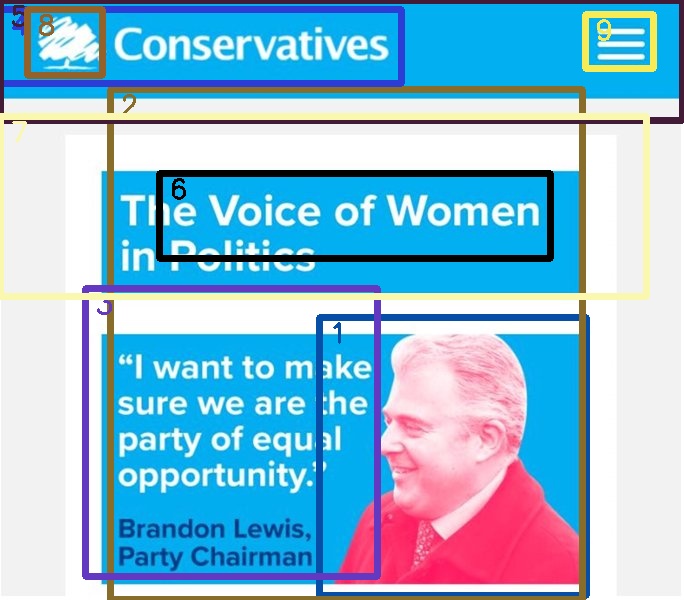 Conservatives
The Voice of Women
in Politics
“I want to make
sure we are the
party of equal
opportunity.”
Brandon Lewis,
Party Chairman